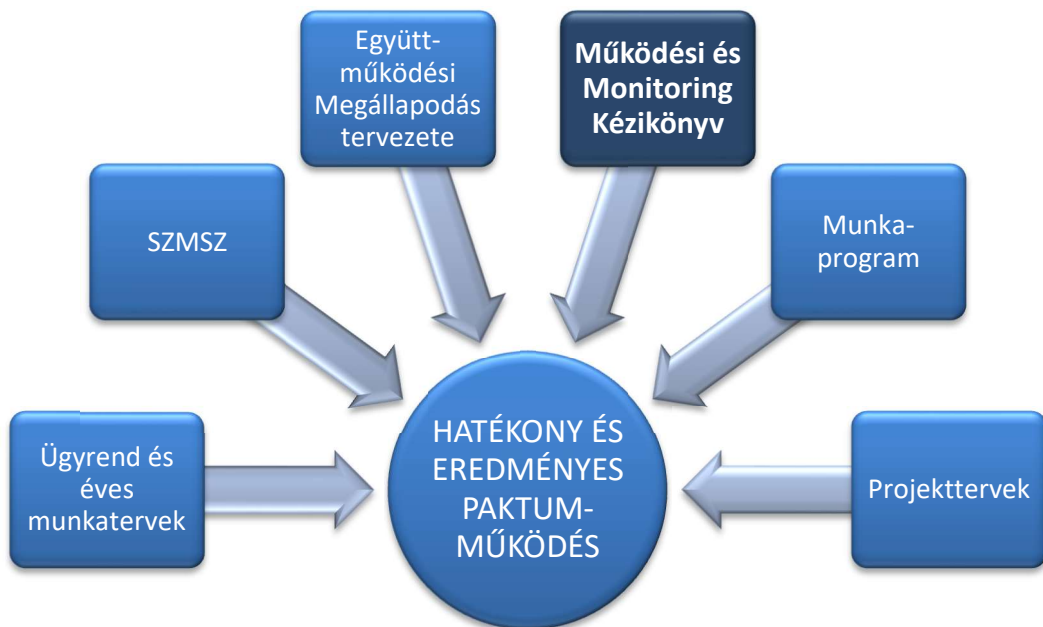 Együtt-
működési
Megállapodás
tervezete
Működési és
Monitoring
Kézikönyv
SZMSZ
Munka-
program
Ügyrend és
éves
munkatervek
HATÉKONY ÉS
EREDMÉNYES
PAKTUM-
MŰKÖDÉS
Projekttervek